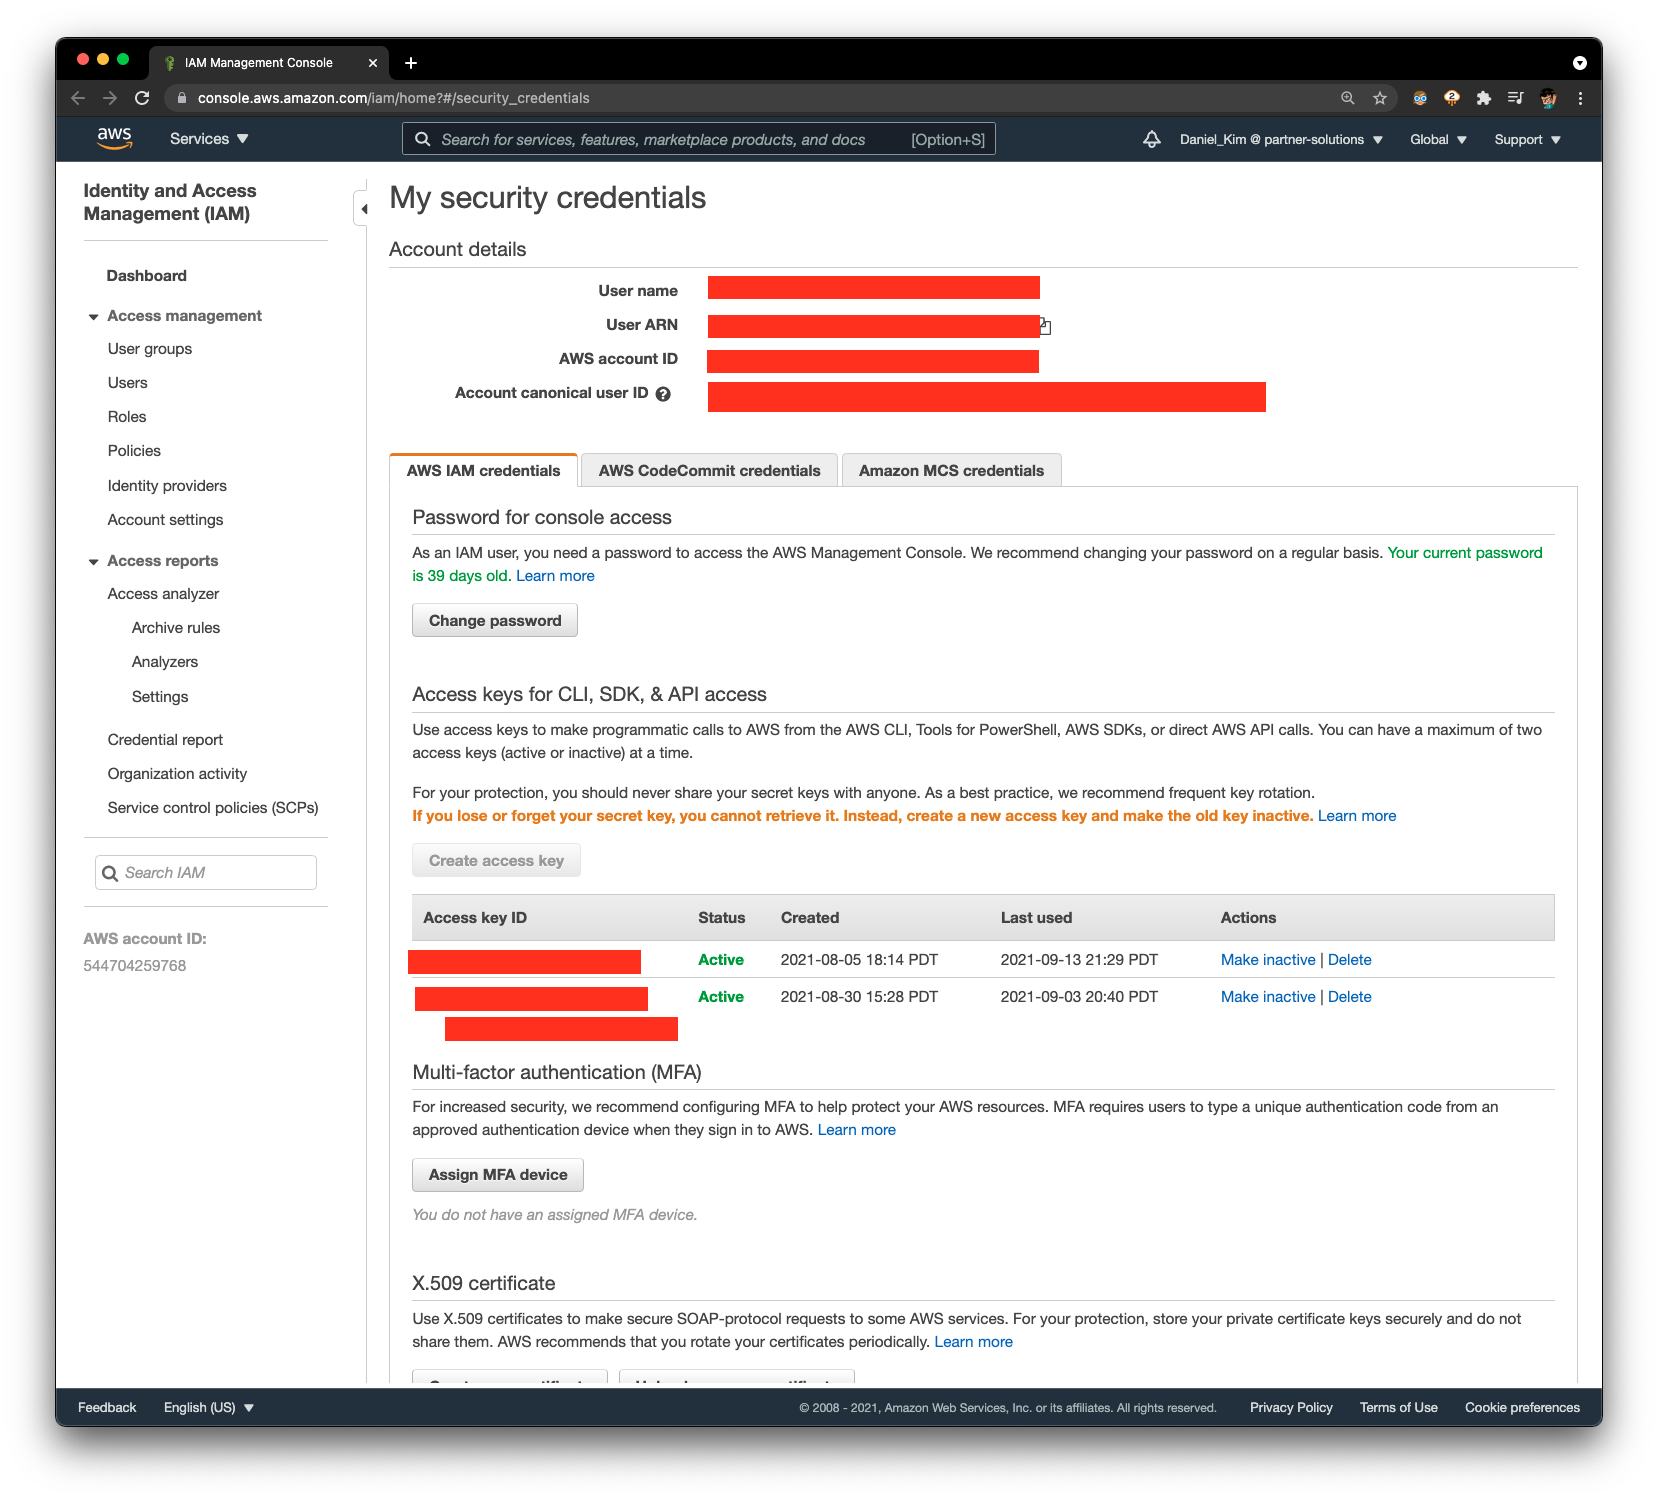 IAM Management Console
console.aws.amazon.com/iam/home?#/security_credentials
2
aws
Services
Search for services, features, marketplace products, and docs [Option+S]
Daniel_Kim @ partner-solutions
Global
Support
Identity and Access
Management (IAM)
Dashboard
Access management
User groups
Users
Roles
Policies
Identity providers
Account settings
Access reports
Access analyzer
Archive rules
Analyzers
Settings
Credential report
Organization activity
Service control policies (SCPs)
Search IAM
AWS account ID:
544704259768
My security credentials
Account details
User name
User ARN
AWS account ID
Account canonical user ID
AWS IAM credentials
AWS CodeCommit credentials
Amazon MCS credentials
Password for console access
As an IAM user, you need a password to access the AWS Management Console. We recommend changing your password on a regular basis. Your current password
is 39 days old. Learn more
Change password
Access keys for CLI, SDK, & API access
Use access keys to make programmatic calls to AWS from the AWS CLI, Tools for PowerShell, AWS SDKs, or direct AWS API calls. You can have a maximum of two
access keys (active or inactive) at a time.
For your protection, you should never share your secret keys with anyone. As a best practice, we recommend frequent key rotation.
If you lose or forget your secret key, you cannot retrieve it. Instead, create a new access key and make the old key inactive. Learn more
Create access key
Access key ID Status Created Last used Actions
Active 2021-08-05 18:14 PDT 2021-09-13 21:29 PDT Make inactive | Delete
Active 2021-08-30 15:28 PDT 2021-09-03 20:40 PDT Make inactive | Delete
Multi-factor authentication (MFA)
For increased security, we recommend configuring MFA to help protect your AWS resources. MFA requires users to type a unique authentication code from an
approved authentication device when they sign in to AWS. Learn more
Assign MFA device
You do not have an assigned MFA device.
X.509 certificate
Use X.509 certificates to make secure SOAP-protocol requests to some AWS services. For your protection, store your private certificate keys securely and do not
share them. AWS recommends that you rotate your certificates periodically. Learn more
Feedback
English (US)
© 2008 - 2021, Amazon Web Services, Inc. or its affiliates. All rights reserved.
Privacy Policy
Terms of Use
Cookie preferences